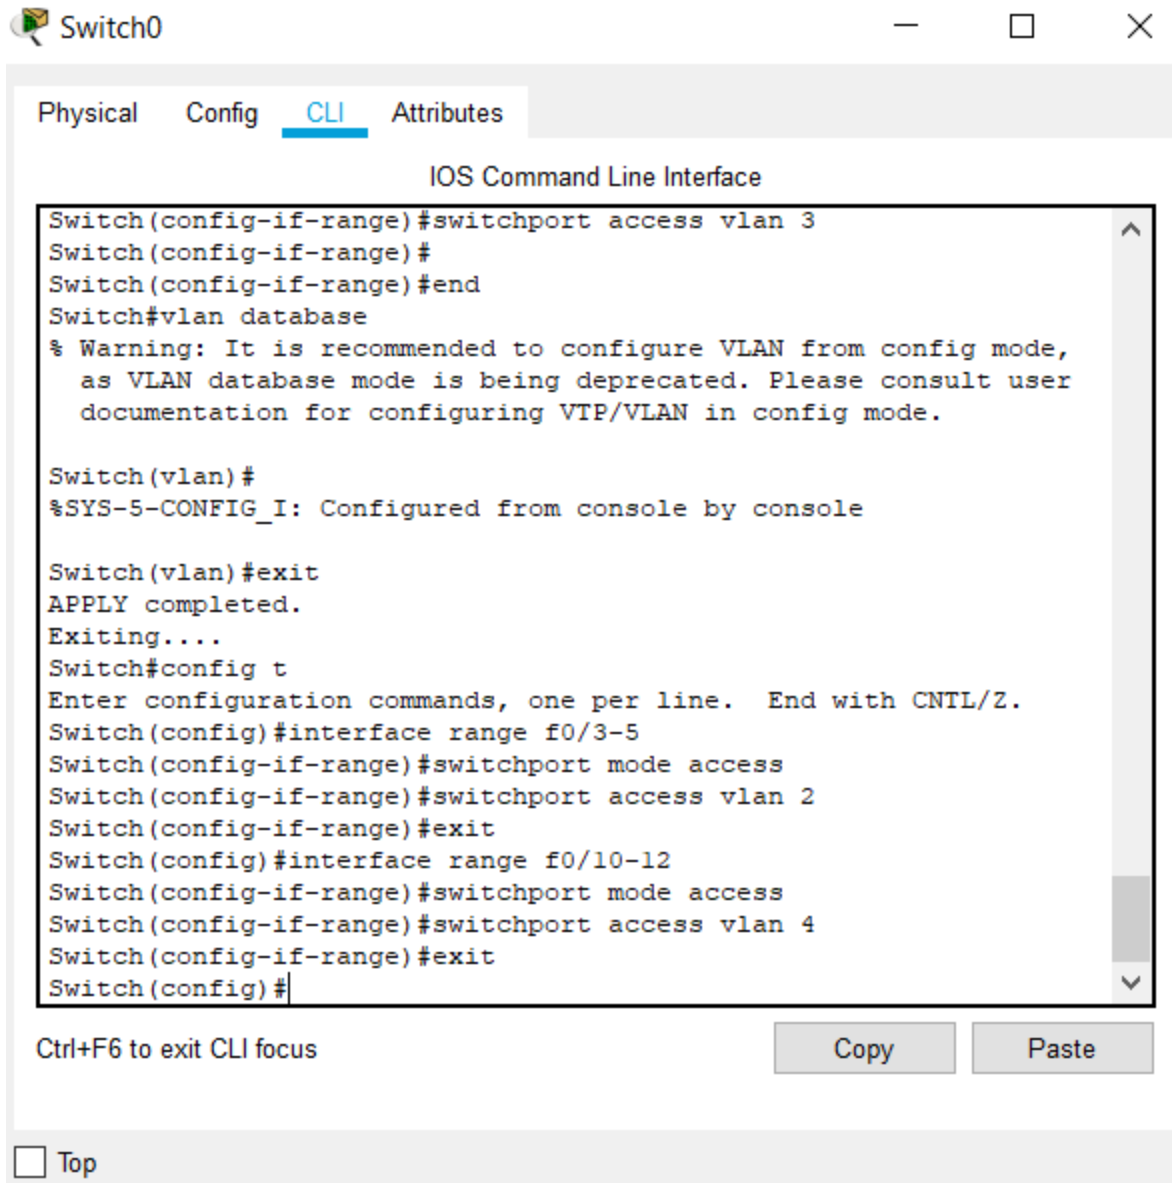 Switch0
Physical Config CLI Attributes
IOS Command Line Interface
Switch(config-if-range)#switchport access vlan 3
Switch(config-if-range)#
Switch(config-if-range)#end
Switch#vlan database
% Warning: It is recommended to configure VLAN from config mode,
  as VLAN database mode is being deprecated. Please consult user
  documentation for configuring VTP/VLAN in config mode.
Switch(vlan)#
%SYS-5-CONFIG_I: Configured from console by console
Switch(vlan)#exit
APPLY completed.
Exiting....
Switch#config t
Enter configuration commands, one per line.  End with CNTL/Z.
Switch(config)#interface range f0/3-5
Switch(config-if-range)#switchport mode access
Switch(config-if-range)#switchport access vlan 2
Switch(config-if-range)#exit
Switch(config)#interface range f0/10-12
Switch(config-if-range)#switchport mode access
Switch(config-if-range)#switchport access vlan 4
Switch(config-if-range)#exit
Switch(config)#
Ctrl+F6 to exit CLI focus
Copy
Paste
Top